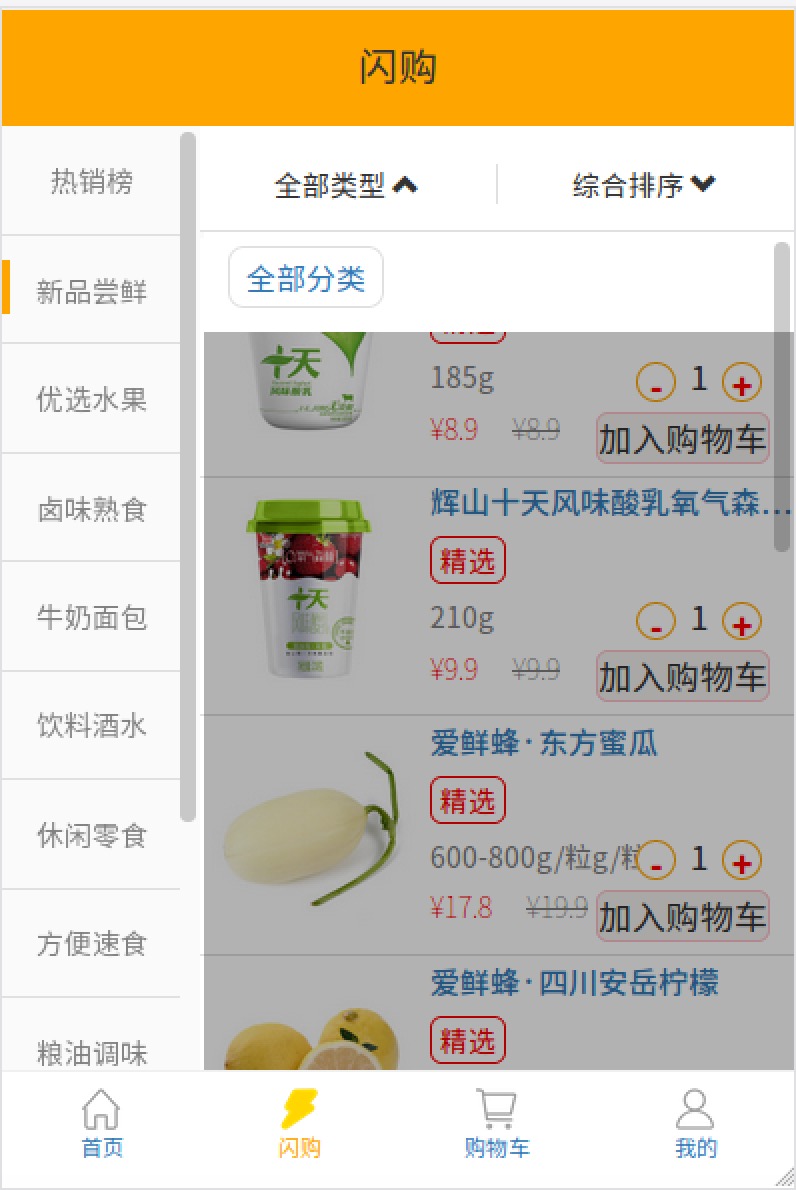 闪购
热销榜
新品尝鲜
优选水果
卤味熟食
牛奶面包
饮料酒水
休闲零食
方便速食
粮油调味
全部类型
综合排序
全部分类
十天
风味酸乳
185g
- 1 +
¥8.9 ¥8.9
加入购物车
辉山十天风味酸乳氧气森...
精选
十天
210g
- 1 +
¥9.9 ¥9.9
加入购物车
爱鲜蜂·东方蜜瓜
精选
600-800g/粒g/粒
- 1 +
¥17.8 ¥19.9
加入购物车
爱鲜蜂·四川安岳柠檬
精选
首页
闪购
购物车
我的